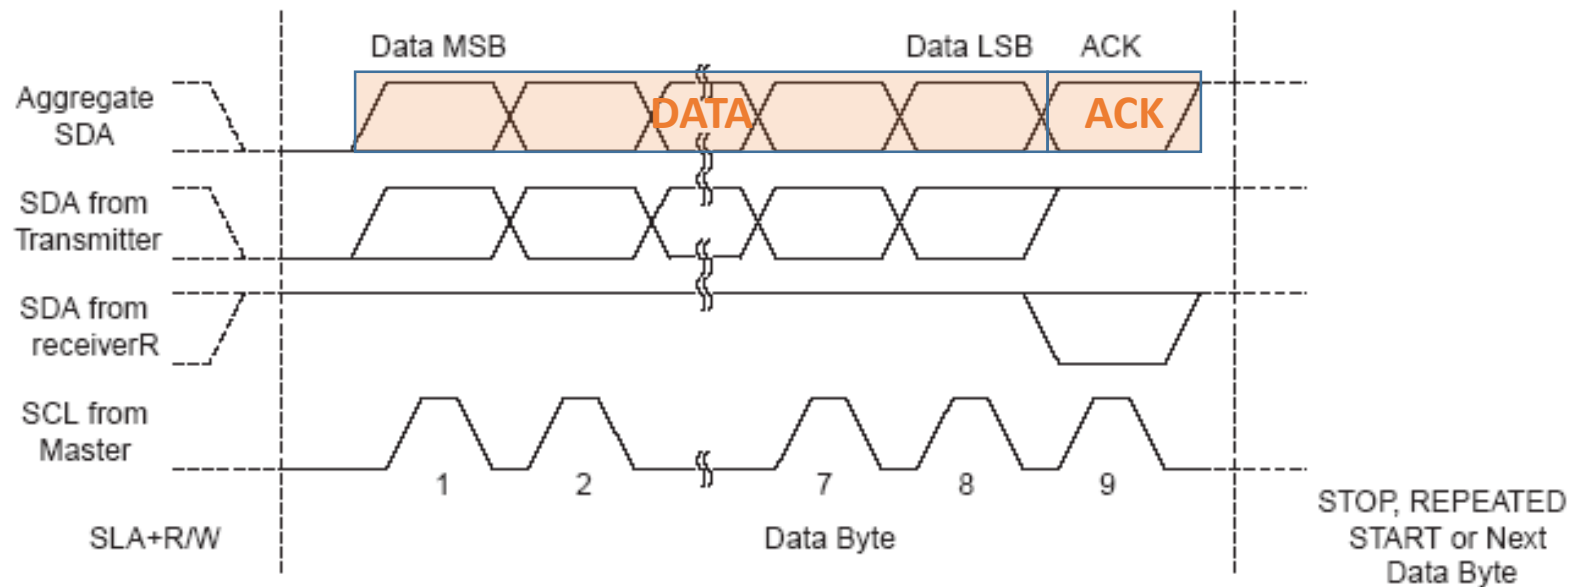 Data MSB
Data LSB
ACK
Aggregate
SDA
DATA
ACK
SDA from
Transmitter
SDA from
receiverR
SCL from
Master
1
2
7
8
9
SLA+R/W
Data Byte
STOP, REPEATED
START or Next
Data Byte